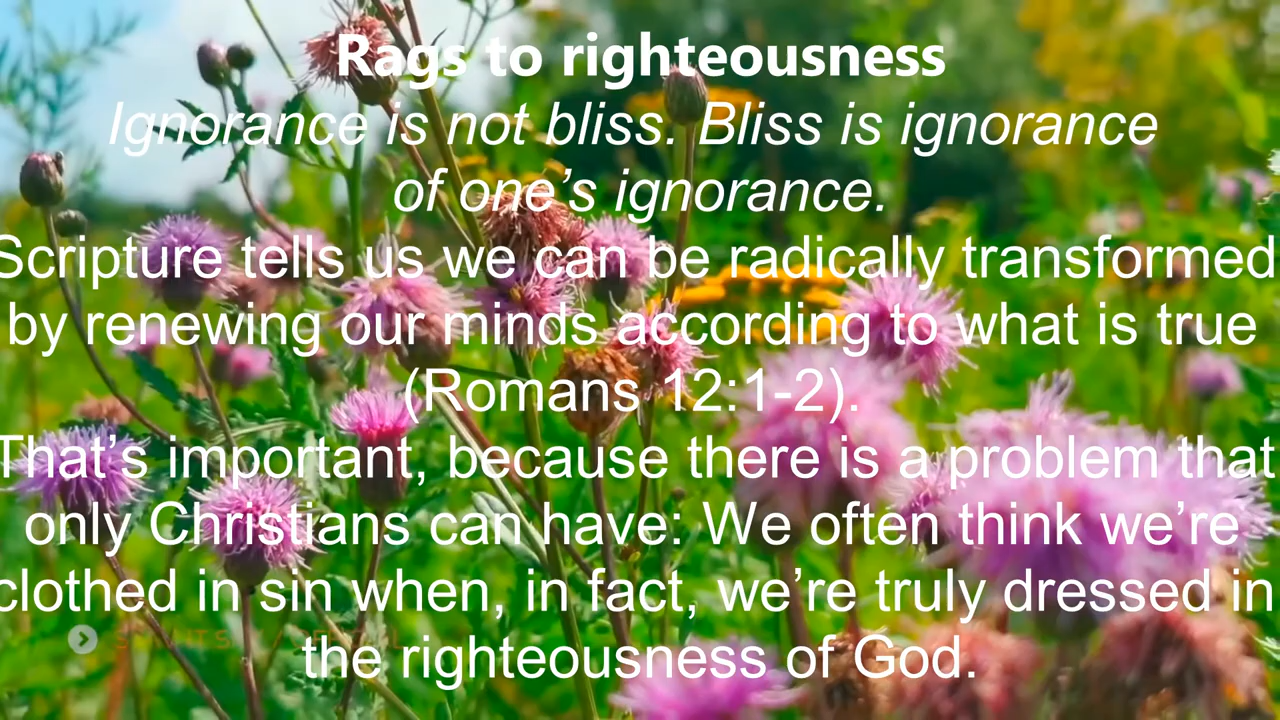 Rags to righteousness
Ignorance is not bliss. Bliss is ignorance
of one’s ignorance.
Scripture tells us we can be radically transformed
by renewing our minds according to what is true
(Romans 12:1-2).
That’s important, because there is a problem that
only Christians can have: We often think we’re
clothed in sin when, in fact, we’re truly dressed in
the righteousness of God.